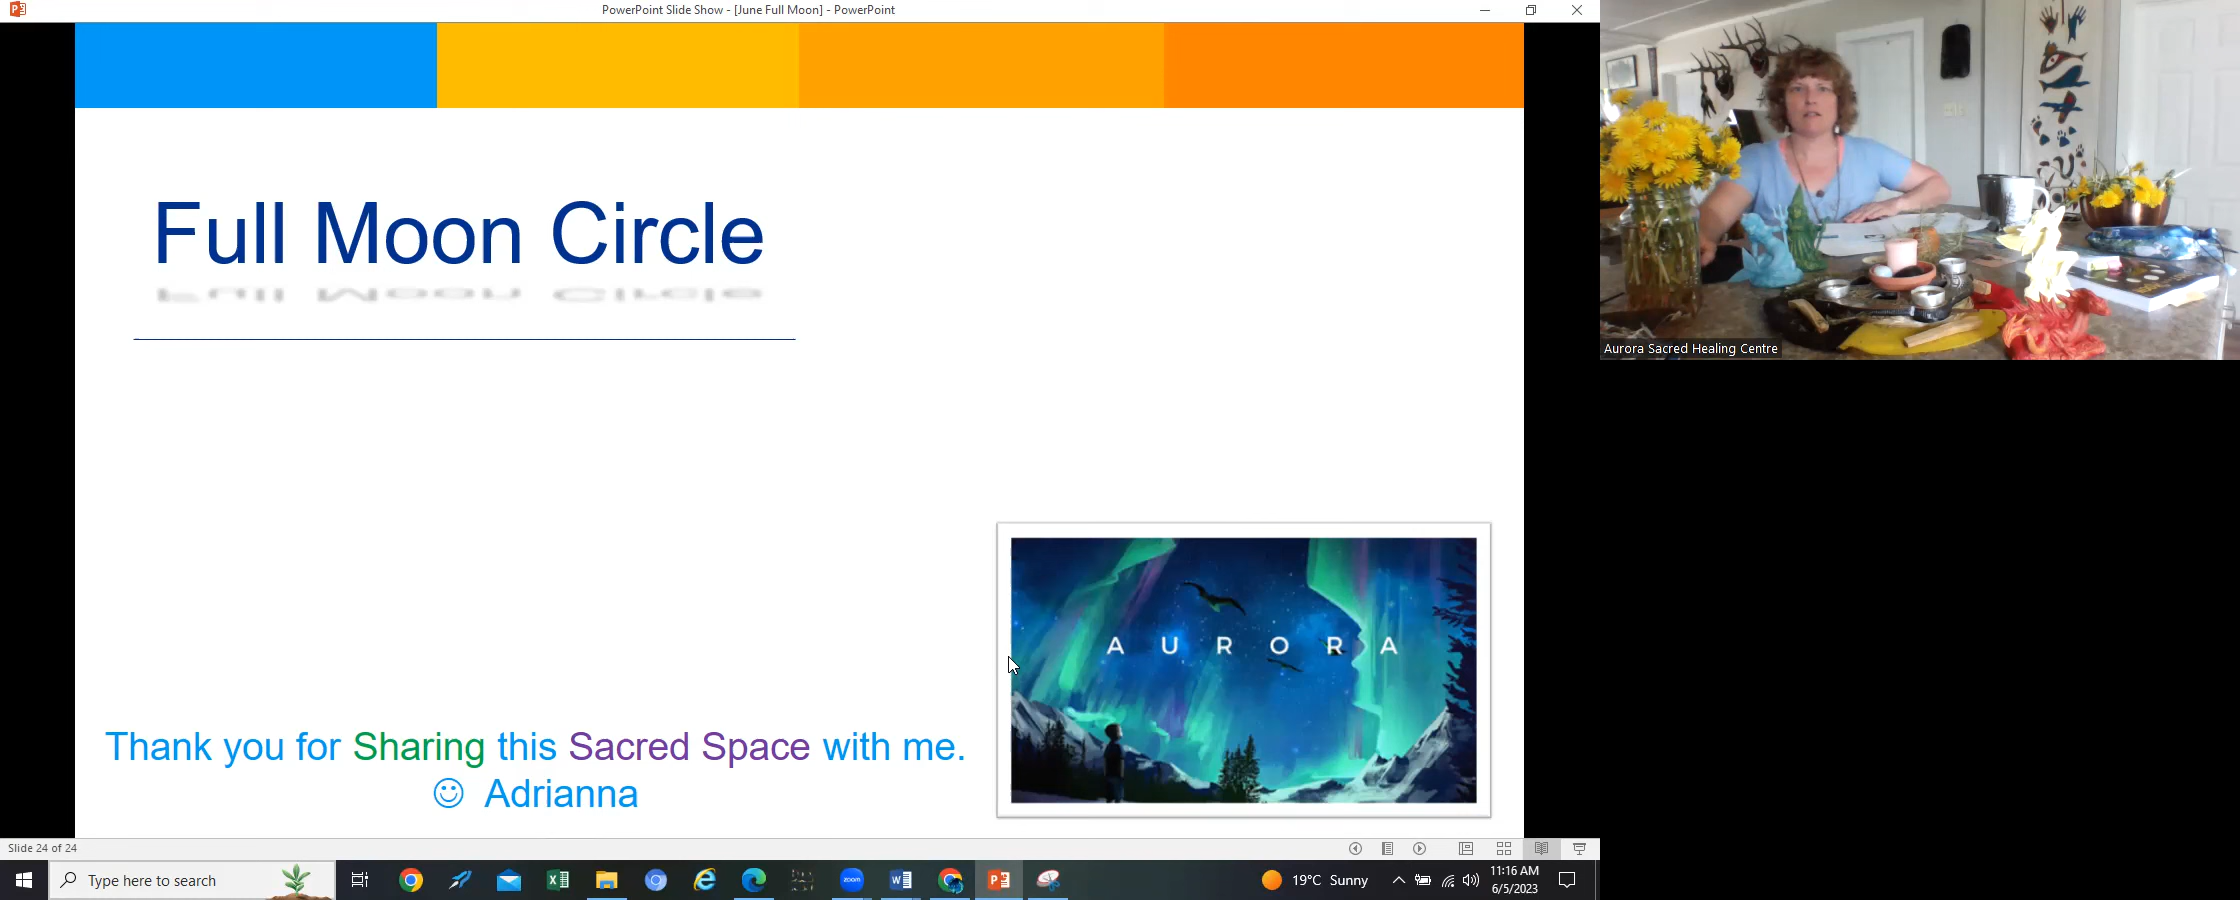 PowerPoint Slide Show - [June Full Moon] - PowerPoint
Full Moon Circle
AURORA
Thank you for Sharing this Sacred Space with me.
☺ Adrianna
Aurora Sacred Healing Centre
Slide 24 of 24
Type here to search
zoom
19°C Sunny
11:16 AM
6/5/2023